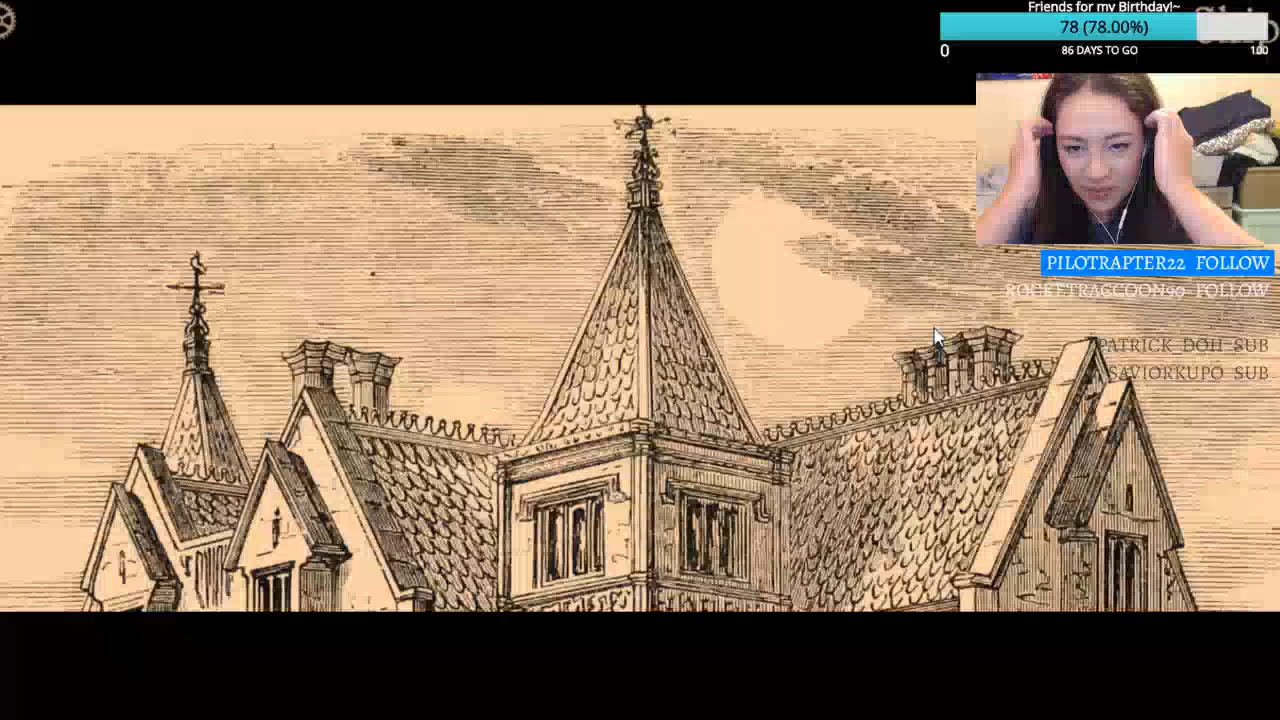 Friends for my Birthday!~
Skip
78 (78.00%)
0
86 DAYS TO GO
100
PILOTRAPTER22 FOLLOW
ROCKETRACCOON90 FOLLOW
PATRICK_DOH SUB
SAVIORKUPO SUB